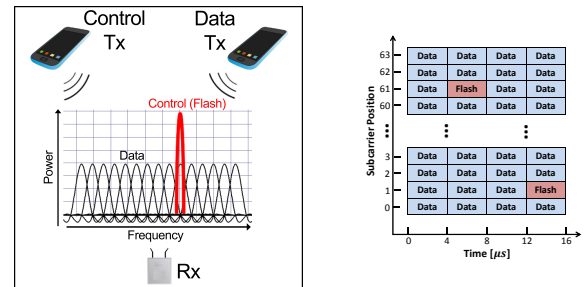 Control
Tx
Data
Tx
Control (Flash)
Data
Power
Frequency
Rx
Subcarrier Position
63 Data Data Data Data
62 Data Data Data Data
61 Data Flash Data Data
60 Data Data Data Data
3 Data Data Data Data
2 Data Data Data Data
1 Data Data Data Flash
0 Data Data Data Data
0 4 8 12 16
Time [μs]